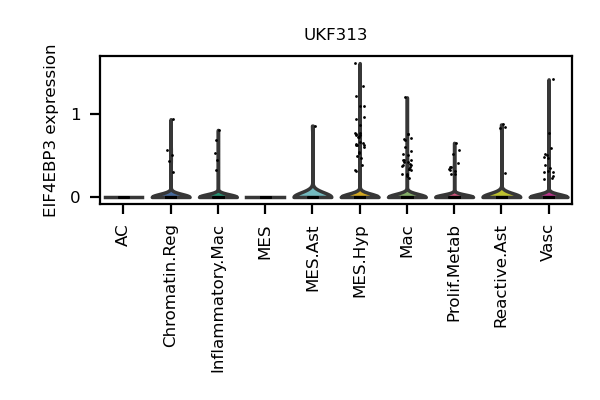 UKF313
EIF4EBP3 expression
1
0
AC
Chromatin.Reg
Inflammatory.Mac
MES
MES.Ast
MES.Hyp
Mac
Prolif.Metab
Reactive.Ast
Vasc